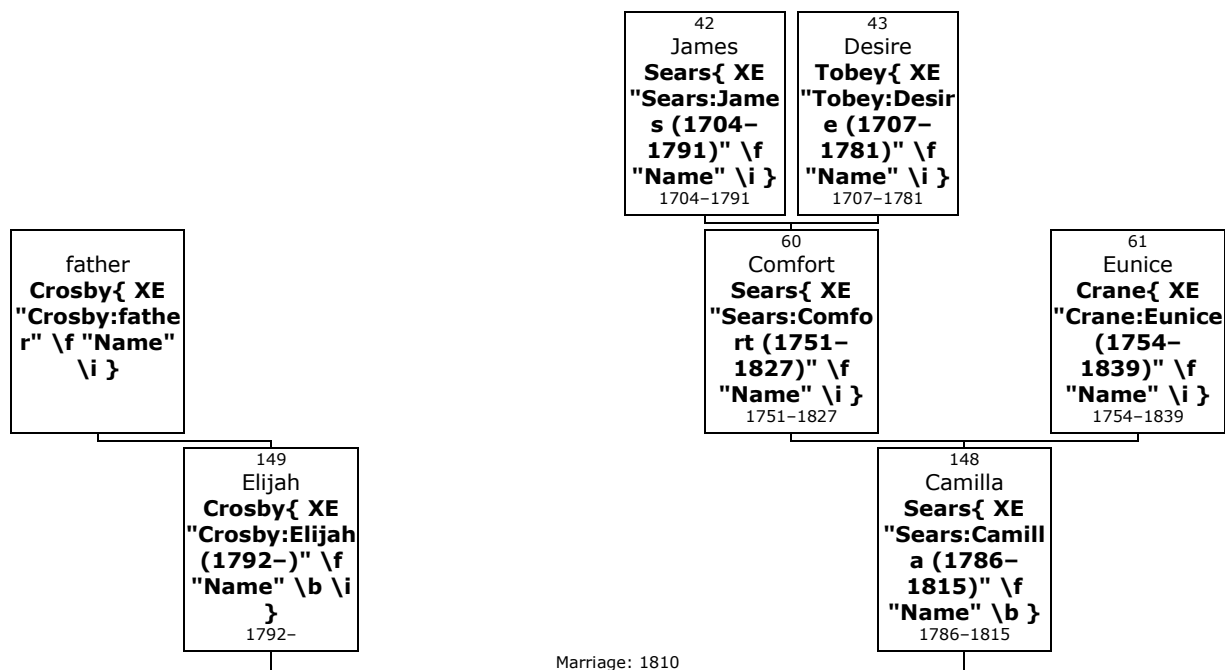 42
James
Sears{ XE
"Sears:Jame
s (1704–
1791)" \f
"Name" \i }
1704–1791
43
Desire
Tobey{ XE
"Tobey:Desir
e (1707–
1781)" \f
"Name" \i }
1707–1781
father
Crosby{ XE
"Crosby:fathe
r" \f "Name"
\i }
60
Comfort
Sears{ XE
"Sears:Comfo
rt (1751–
1827)" \f
"Name" \i }
1751–1827
61
Eunice
Crane{ XE
"Crane:Eunice
(1754–
1839)" \f
"Name" \i }
1754–1839
149
Elijah
Crosby{ XE
"Crosby:Elijah
(1792–)" \f
"Name" \b \i
}
1792–
148
Camilla
Sears{ XE
"Sears:Camill
a (1786–
1815)" \f
"Name" \b }
1786–1815
Marriage: 1810